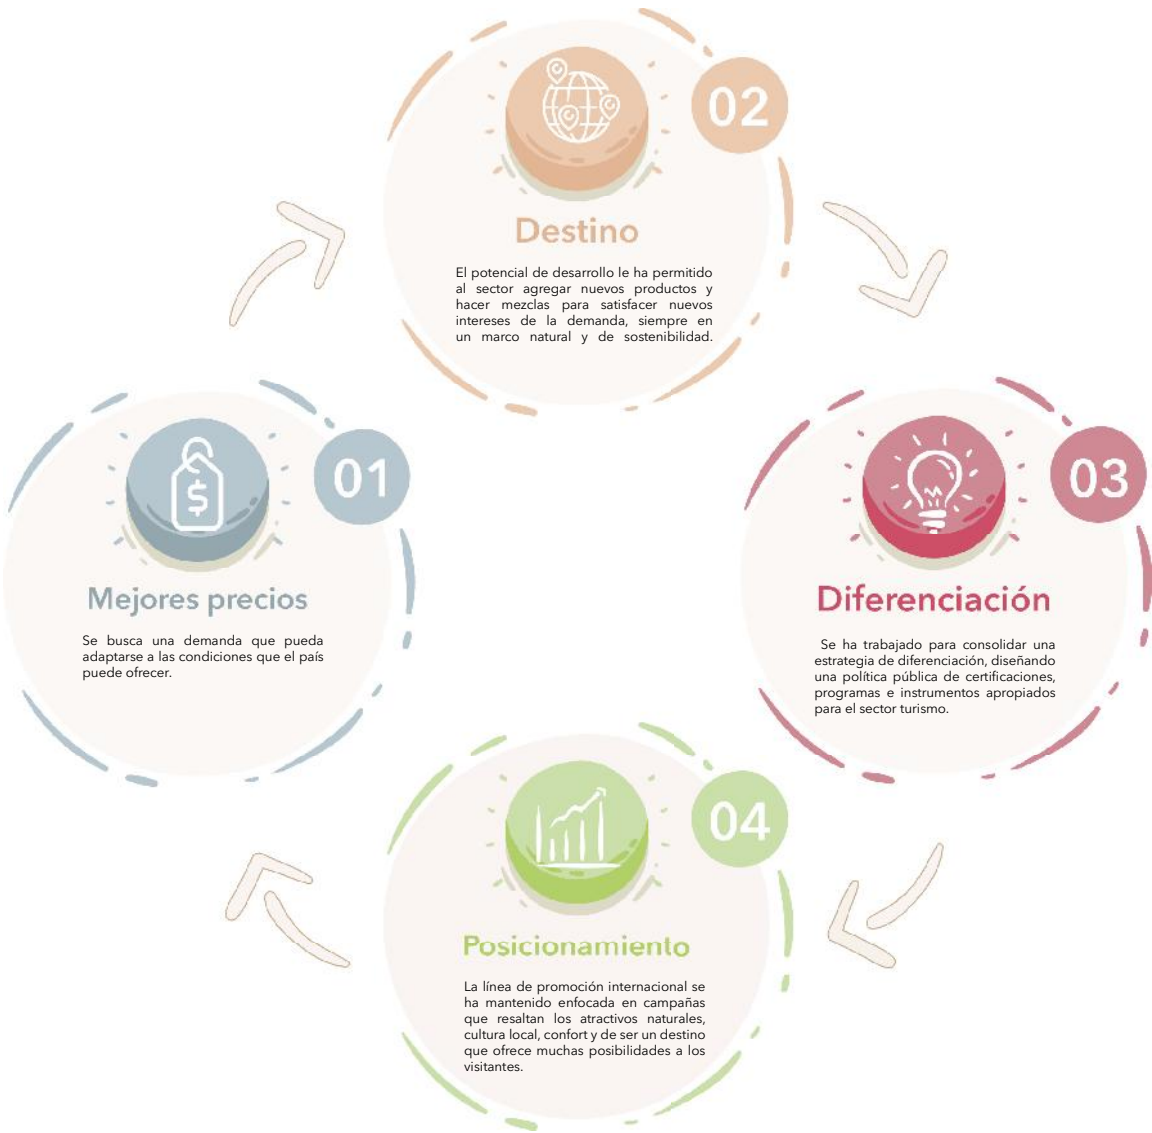 01
Mejores precios
Se busca una demanda que pueda
adaptarse a las condiciones que el país
puede ofrecer.
02
Destino
El potencial de desarrollo le ha permitido
al sector agregar nuevos productos y
hacer mezclas para satisfacer nuevos
intereses de la demanda, siempre en
un marco natural y de sostenibilidad.
03
Diferenciación
Se ha trabajado para consolidar una
estrategia de diferenciación, diseñando
una política pública de certificaciones,
programas e instrumentos apropiados
para el sector turismo.
04
Posicionamiento
La línea de promoción internacional se
ha mantenido enfocada en campañas
que resaltan los atractivos naturales,
cultura local, confort y de ser un destino
que ofrece muchas posibilidades a los
visitantes.